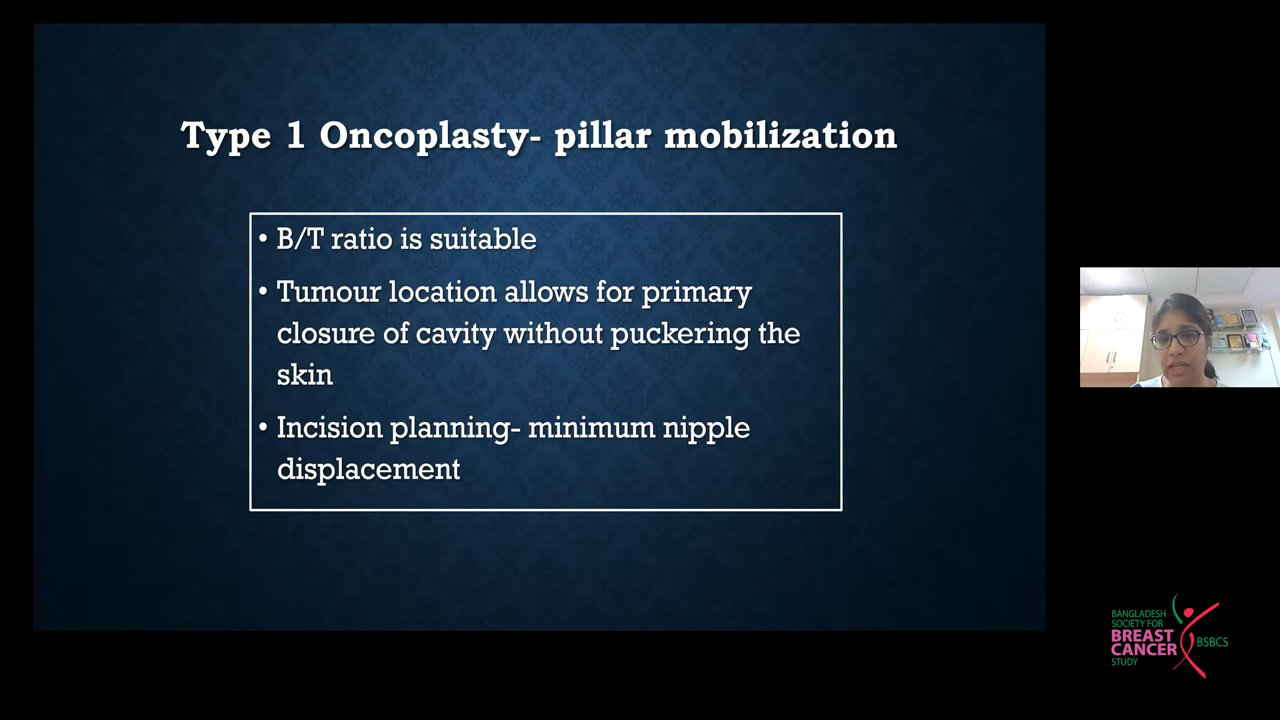 Type 1 Oncoplasty- pillar mobilization
• B/T ratio is suitable
• Tumour location allows for primary
closure of cavity without puckering the
skin
• Incision planning- minimum nipple
displacement
BANGLADESH
SOCIETY FOR
BREAST
CANCER
STUDY
BSBCS